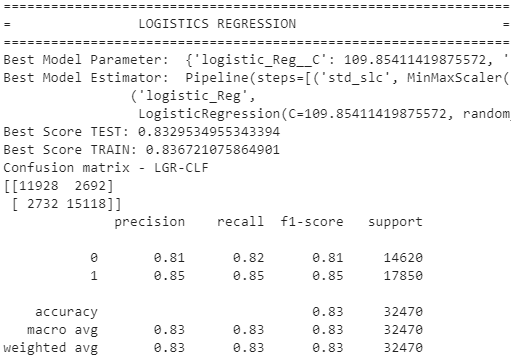 ====================================================================
=                 LOGISTICS REGRESSION                            =
====================================================================
Best Model Parameter:  {'logistic_Reg__C': 109.85411419875572, '
Best Model Estimator:  Pipeline(steps=[('std_slc', MinMaxScaler(
                ('logistic_Reg',
                 LogisticRegression(C=109.85411419875572, random_
Best Score TEST: 0.8329534955343394
Best Score TRAIN: 0.836721075864901
Confusion matrix - LGR-CLF
[[11928  2692]
 [ 2732 15118]]
              precision    recall  f1-score   support

           0       0.81      0.82      0.81     14620
           1       0.85      0.85      0.85     17850

    accuracy                           0.83     32470
   macro avg       0.83      0.83      0.83     32470
weighted avg       0.83      0.83      0.83     32470